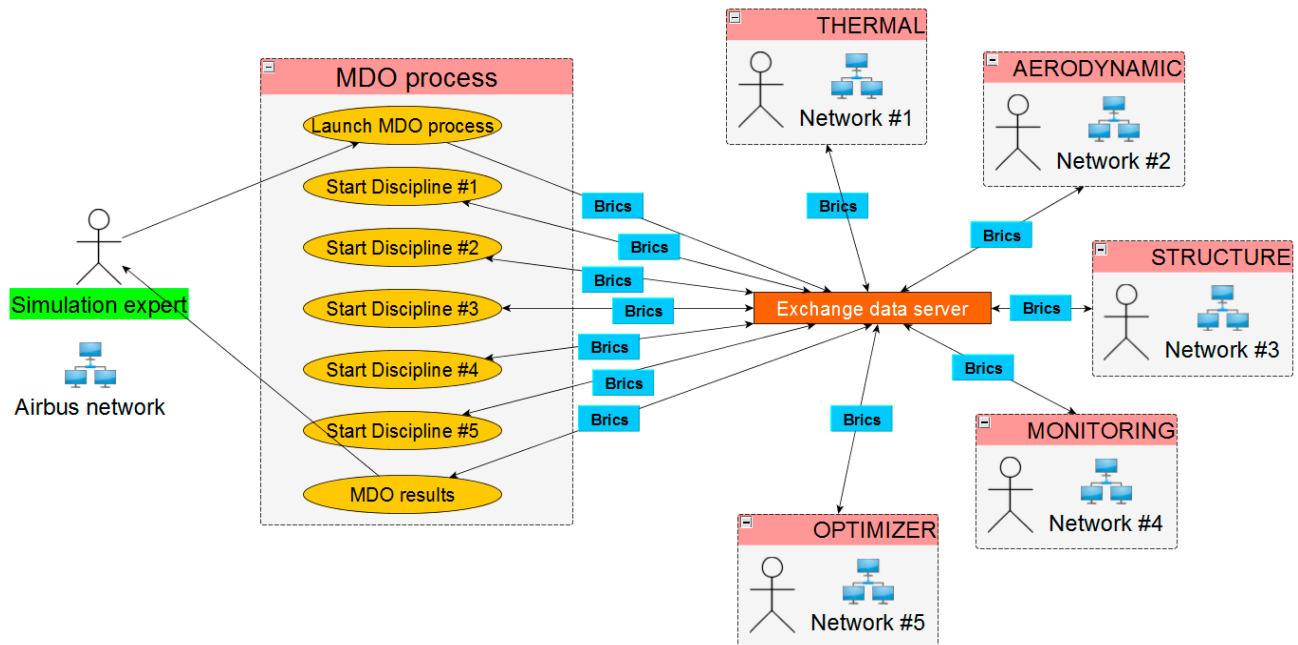 MDO process
Launch MDO process
Start Discipline #1
Start Discipline #2
Start Discipline #3
Start Discipline #4
Start Discipline #5
MDO results
Simulation expert
Airbus network
Brics
Brics
Brics
Brics
Brics
Brics
Brics
Exchange data server
Brics
Brics
Brics
Brics
Brics
THERMAL
Network #1
AERODYNAMIC
Network #2
STRUCTURE
Network #3
MONITORING
Network #4
OPTIMIZER
Network #5